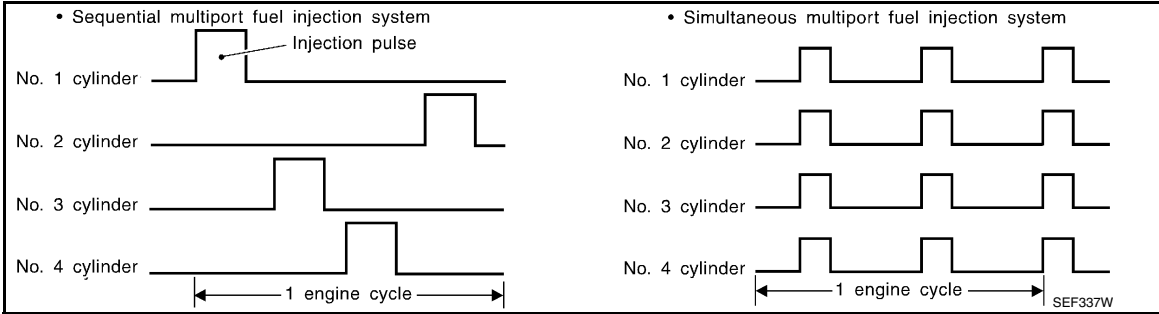 • Sequential multiport fuel injection system
Injection pulse
No. 1 cylinder
No. 2 cylinder
No. 3 cylinder
No. 4 cylinder
1 engine cycle
• Simultaneous multiport fuel injection system
No. 1 cylinder
No. 2 cylinder
No. 3 cylinder
No. 4 cylinder
1 engine cycle
SEF337W